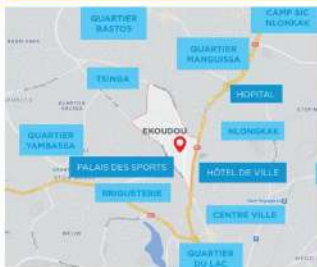 QUARTIER
BASTOS
CAMP SIC
NLONKAK
QUARTIER
MANGUISSA
TSINGA
HOPITAL
EKOUDOU
NLONGKAK
QUARTIER
YAMBASSA
PALAIS DES SPORTS
HÔTEL DE VILLE
BRIQUETERIE
CENTRE VILLE
QUARTIER
DU LAC